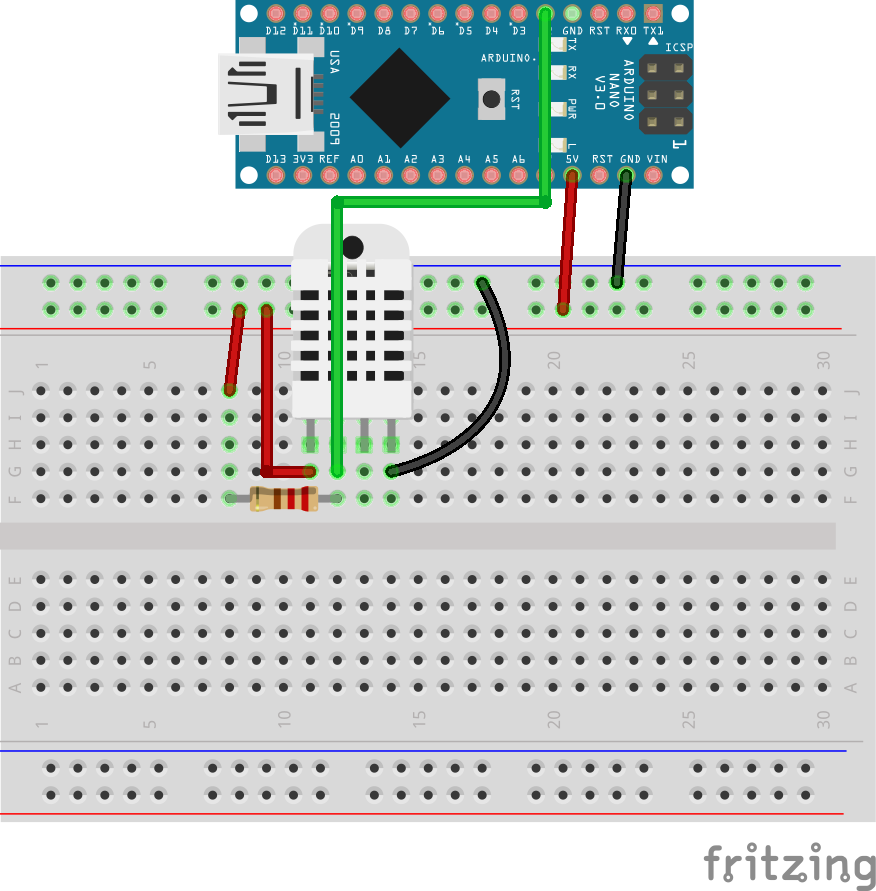 D12 D11 D10 D9 D8 D7 D6 D5 D4 D3 GND RST RX0 TX1
TX
RX
PWR
L
ARDUINO.
RST
ARDUINO
NANO
V3.0
ICSP
1
USA
2009
D13 3V3 REF A0 A1 A2 A3 A4 A5 A6 5V RST GND VIN
1 5 10 15 20 25 30
J J
I I
H H
G G
F F
E E
D D
C C
B B
A A
1 5 10 15 20 25 30
fritzing